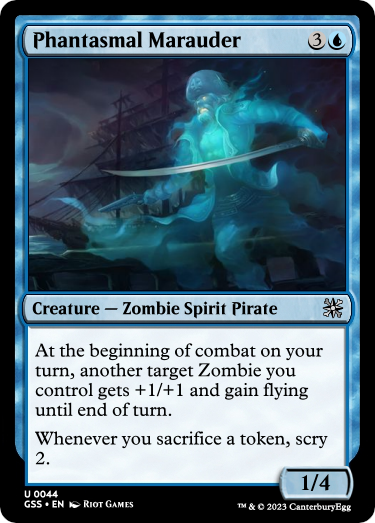 Phantasmal Marauder 3
Creature — Zombie Spirit Pirate
At the beginning of combat on your
turn, another target Zombie you
control gets +1/+1 and gain flying
until end of turn.
Whenever you sacrifice a token, scry
2.
1/4
U 0044
GSS • EN Riot Games
™ & © 2023 CanterburyEgg